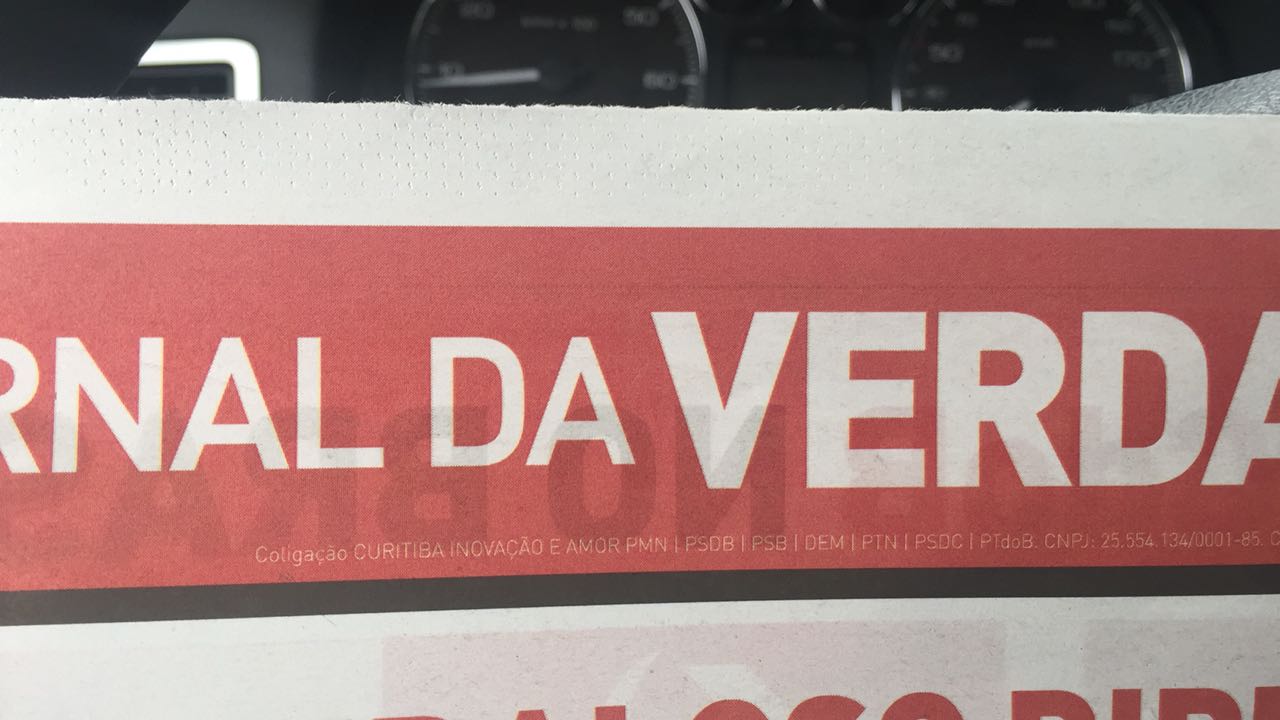 RNAL DA VERDA
Coligação CURITIBA INOVAÇÃO E AMOR PMN | PSDB | PSB | DEM | PTN | PSDC | PTdoB. CNPJ: 25.554.134/0001-85. C